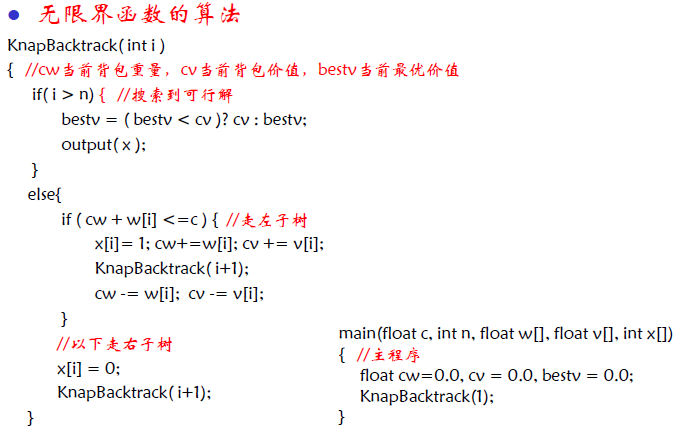 ● 无限界函数的算法
KnapBacktrack( int i )
{ //cw当前背包重量，cv当前背包价值，bestv当前最优价值
if( i > n) { //搜索到可行解
bestv = ( bestv < cv )? cv : bestv;
output( x );
}
else{
if ( cw + w[i] <=c ) { //走左子树
x[i]= 1; cw+=w[i]; cv += v[i];
KnapBacktrack( i+1);
cw -= w[i]; cv -= v[i];
}
//以下走右子树
x[i] = 0;
KnapBacktrack( i+1);
}
main(float c, int n, float w[], float v[], int x[])
{ //主程序
float cw=0.0, cv = 0.0, bestv = 0.0;
KnapBacktrack(1);
}